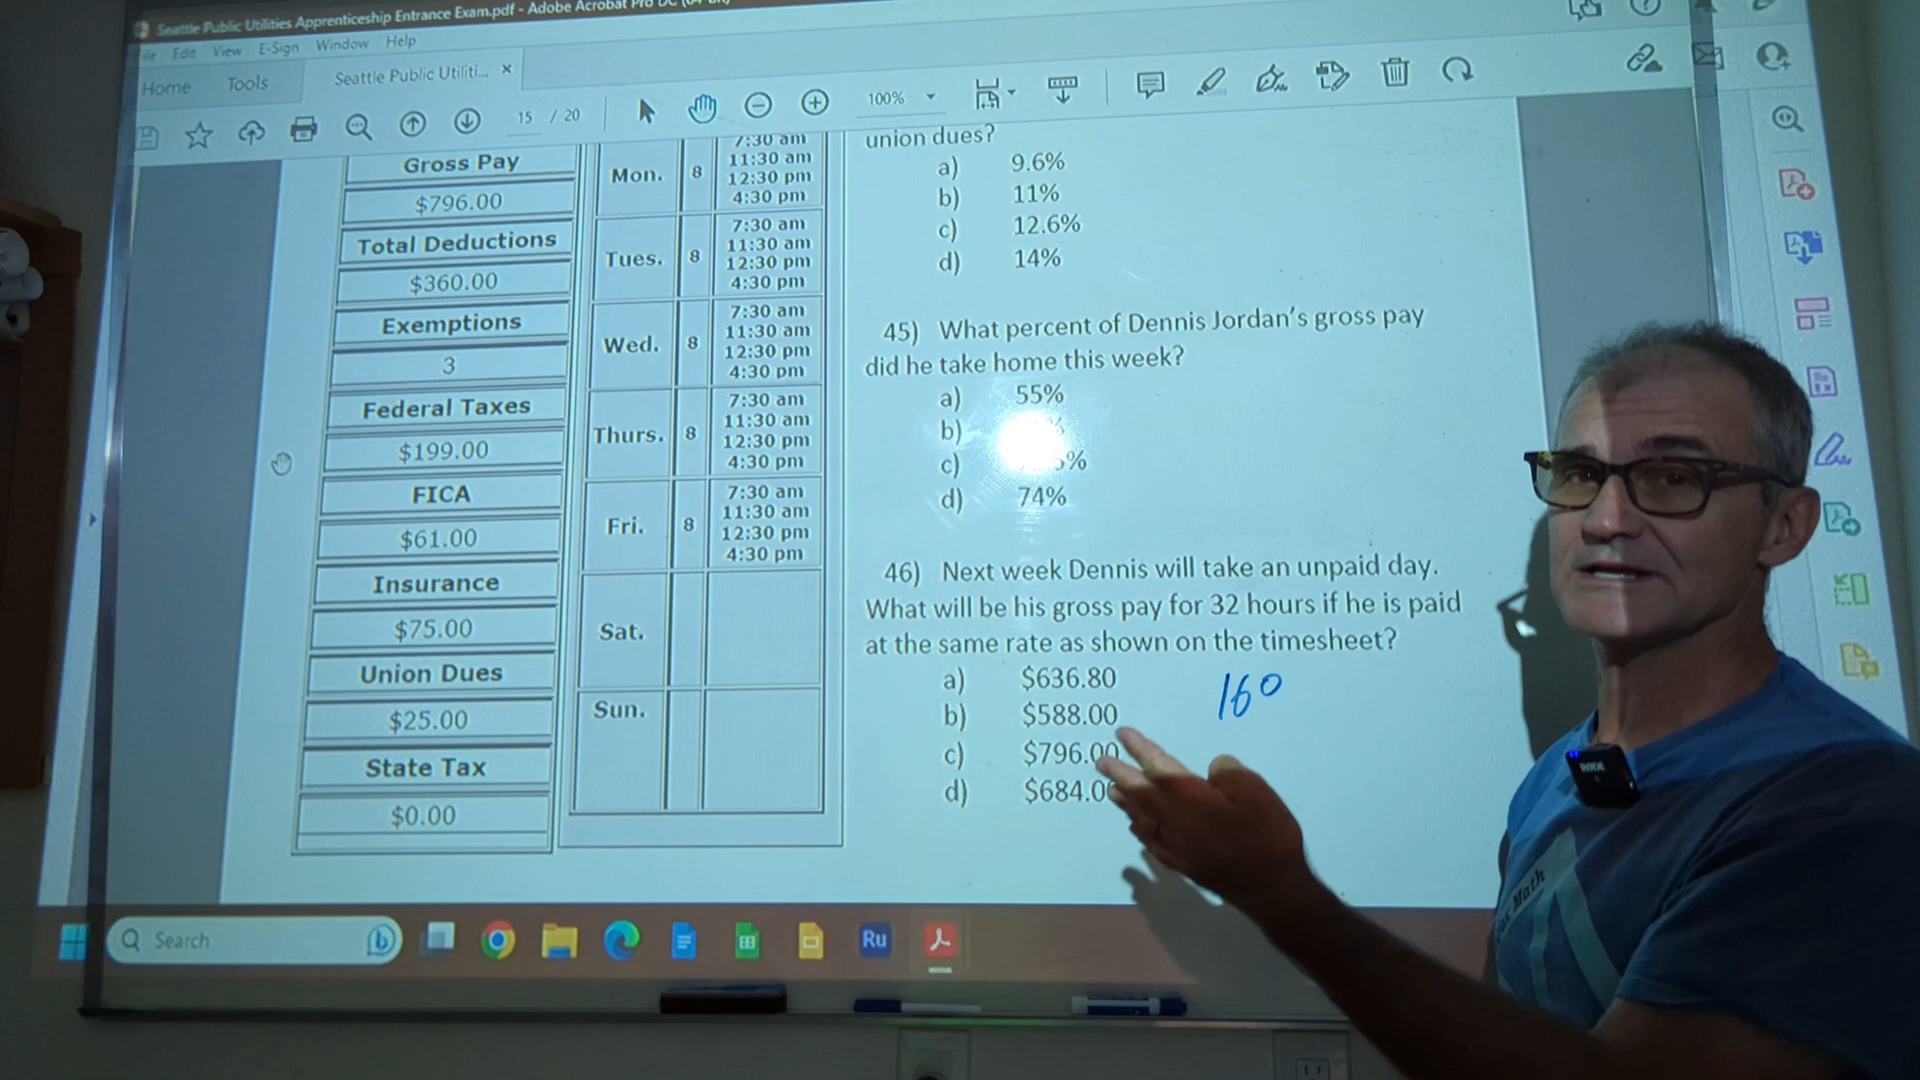 Seattle Public Utilities Apprenticeship Entrance Exam.pdf - Adobe Acrobat Pro DC
Edit View E-Sign Window Help
Home Tools Seattle Public Utiliti... ×
15 / 20 100%
Gross Pay
$796.00
Total Deductions
$360.00
Exemptions
3
Federal Taxes
$199.00
FICA
$61.00
Insurance
$75.00
Union Dues
$25.00
State Tax
$0.00
Mon. 8
7:30 am
11:30 am
12:30 pm
4:30 pm
Tues. 8
7:30 am
11:30 am
12:30 pm
4:30 pm
Wed. 8
7:30 am
11:30 am
12:30 pm
4:30 pm
Thurs. 8
7:30 am
11:30 am
12:30 pm
4:30 pm
Fri. 8
7:30 am
11:30 am
12:30 pm
4:30 pm
Sat.
Sun.
union dues?
a) 9.6%
b) 11%
c) 12.6%
d) 14%
45) What percent of Dennis Jordan's gross pay
did he take home this week?
a) 55%
b)
c)
d) 74%
46) Next week Dennis will take an unpaid day.
What will be his gross pay for 32 hours if he is paid
at the same rate as shown on the timesheet?
a) $636.80
b) $588.00
c) $796.00
d) $684.0
160
RODE
Math
Search
Ru